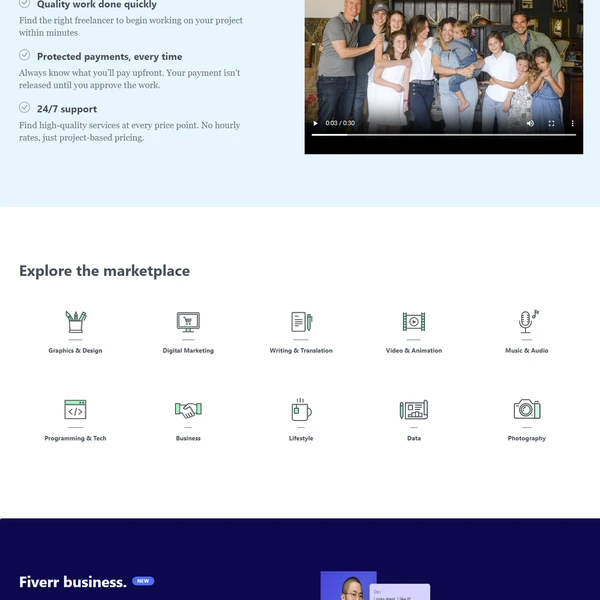 Quality work done quickly
Find the right freelancer to begin working on your project
within minutes
Protected payments, every time
Always know what you'll pay upfront. Your payment isn't
released until you approve the work.
24/7 support
Find high-quality services at every price point. No hourly
rates, just project-based pricing.
0:03 / 0:30
Explore the marketplace
Graphics & Design
Digital Marketing
Writing & Translation
Video & Animation
Music & Audio
Programming & Tech
Business
Lifestyle
Data
Photography
Fiverr business.
NEW